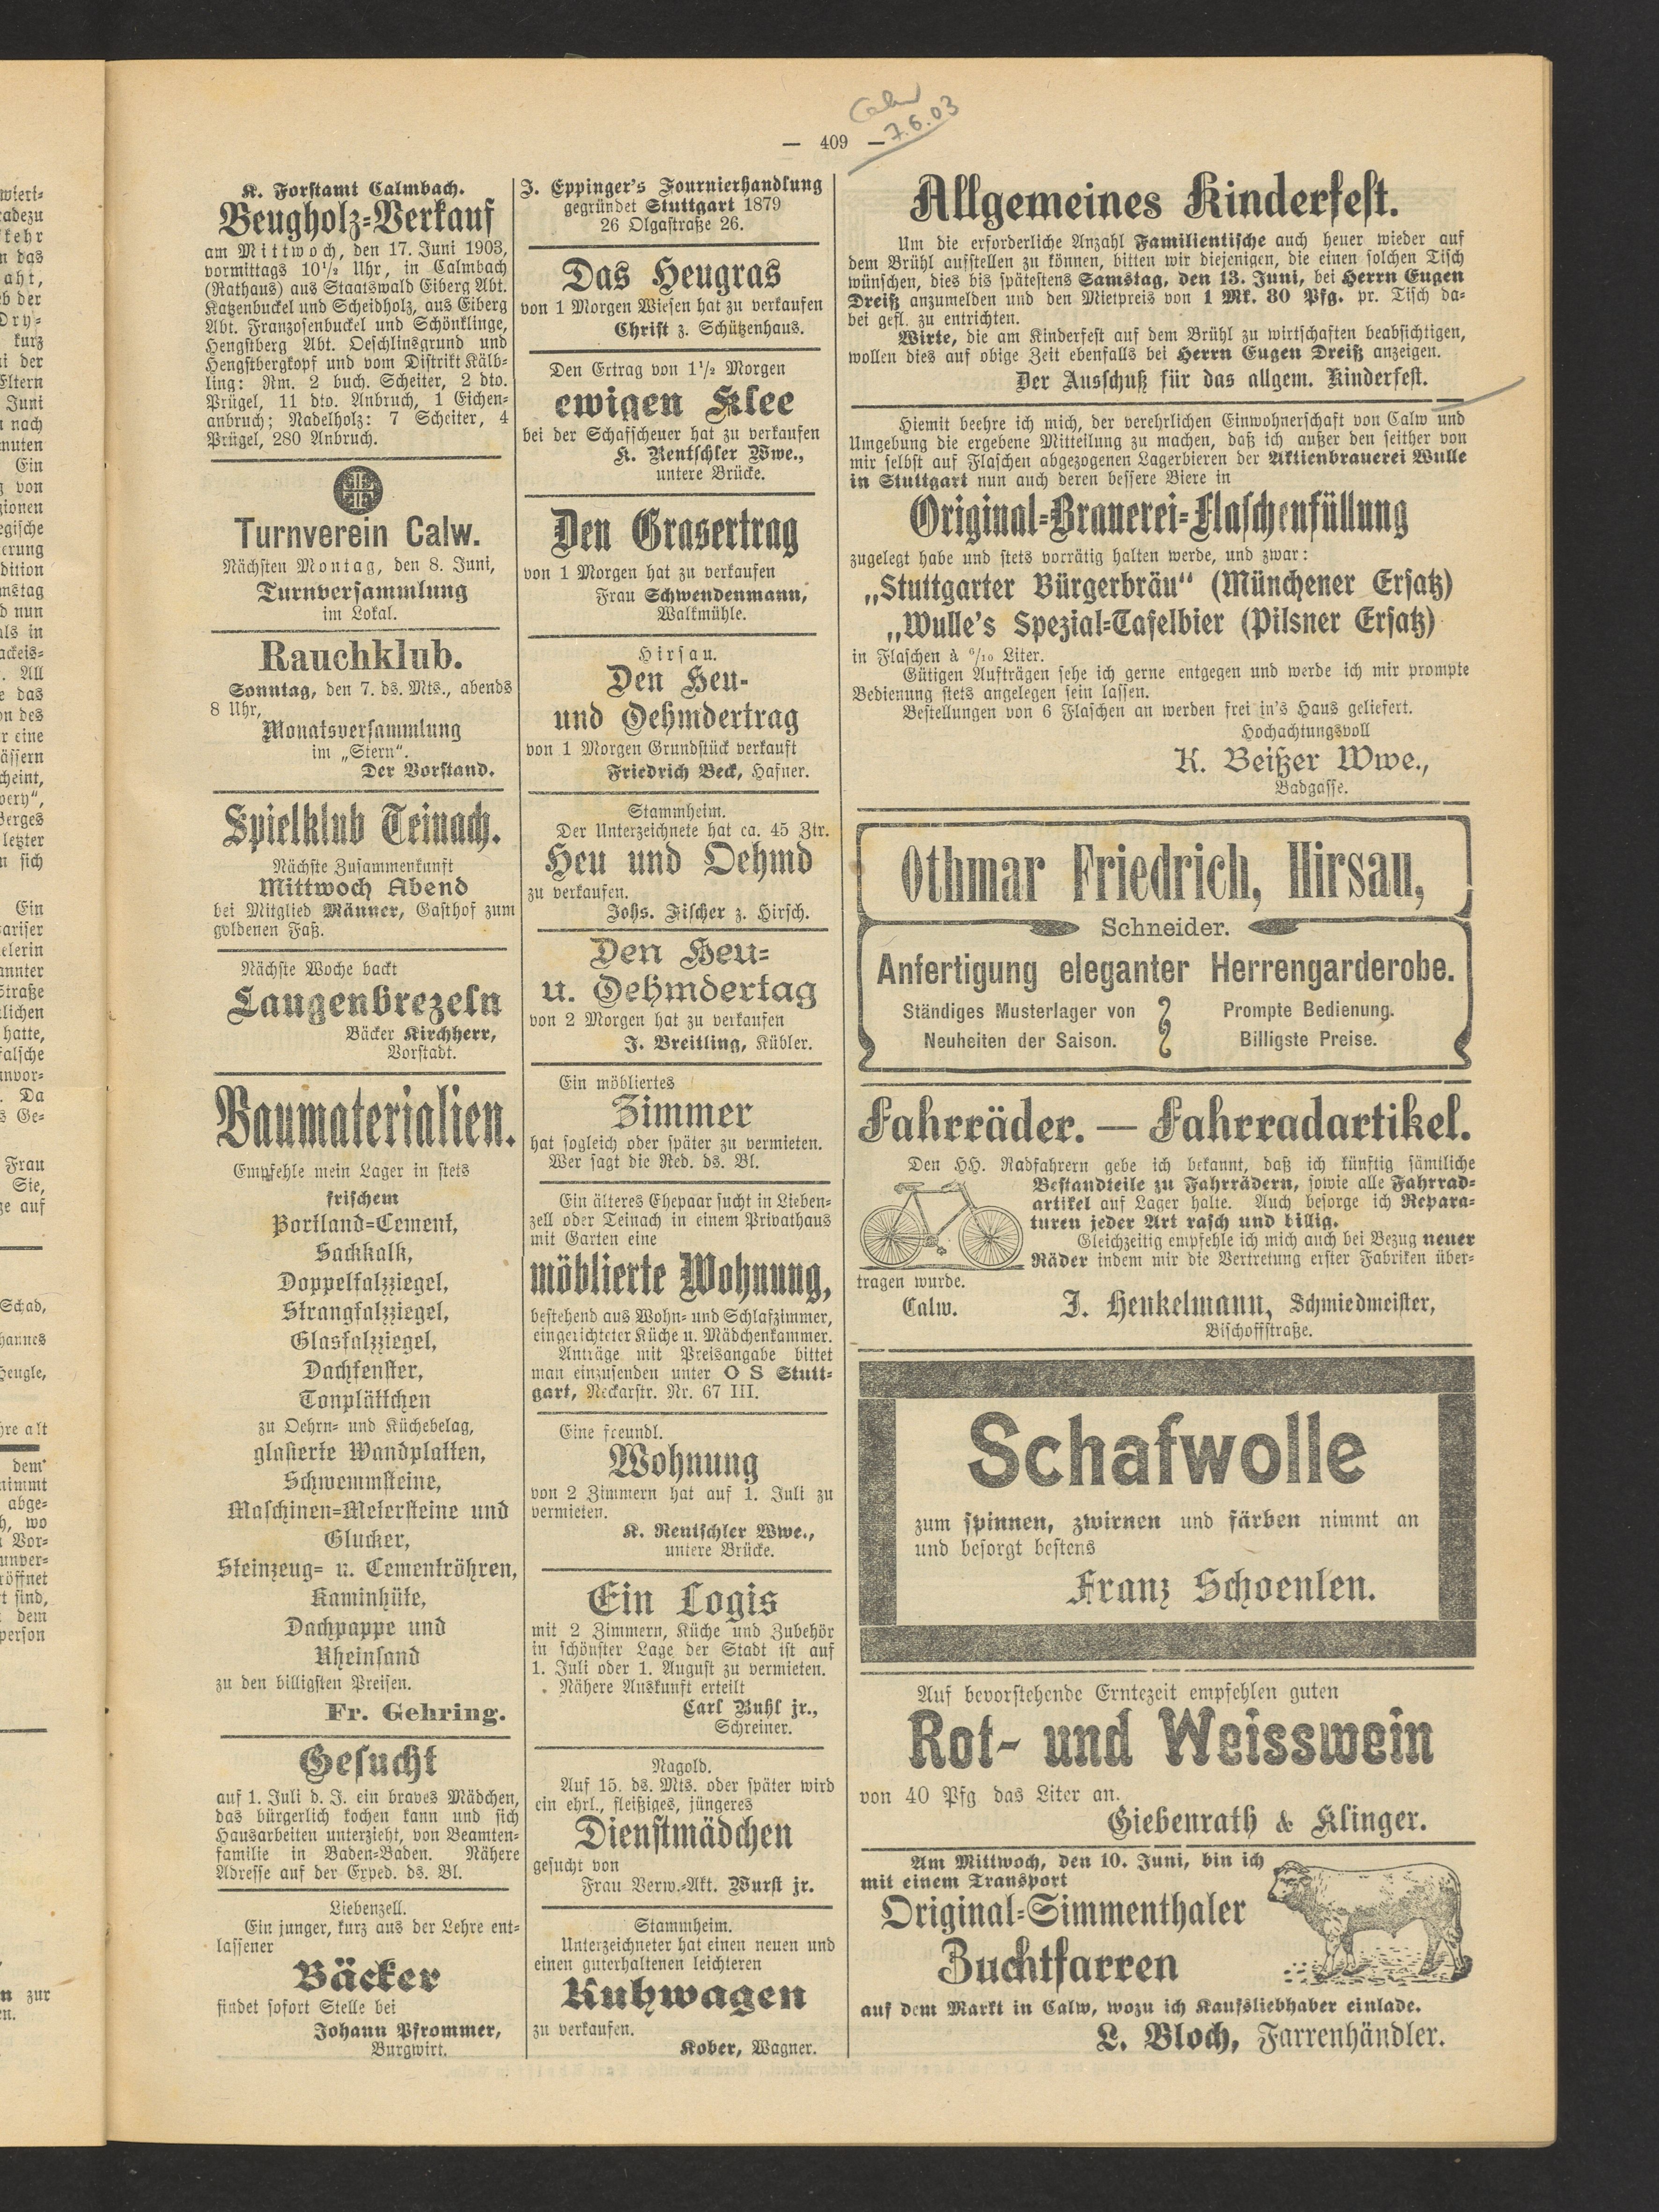 Calw
7.6.03
— 409 —
K. Forstamt Calmbach.
Beugholz-Verkauf
am Mittwoch, den 17. Juni 1903,
vormittags 10 1/2 Uhr, in Calmbach
(Rathaus) aus Staatswald Eiberg Abt.
Katzenbuckel und Scheidholz, aus Eiberg
Abt. Franzosenbuckel und Schönklinge,
Hengstberg Abt. Oeschlinsgrund und
Hengstbergkopf und vom Distrikt Kälb-
ling: Rm. 2 buch. Scheiter, 2 dto.
Prügel, 11 dto. Anbruch, 1 Eichen-
anbruch; Nadelholz: 7 Scheiter, 4
Prügel, 280 Anbruch.
Turnverein Calw.
Nächsten Montag, den 8. Juni,
Turnversammlung
im Lokal.
Rauchklub.
Sonntag, den 7. ds. Mts., abends
8 Uhr,
Monatsversammlung
im „Stern“.
Der Vorstand.
Spielklub Teinach.
Nächste Zusammenkunft
Mittwoch Abend
bei Mitglied Männer, Gasthof zum
goldenen Faß.
Nächste Woche backt
Laugenbrezeln
Bäcker Kirchherr,
Vorstadt.
Baumaterialien.
Empfehle mein Lager in stets
frischem
Portland-Cement,
Sackkalk,
Doppelfalzziegel,
Strangfalzziegel,
Glasfalzziegel,
Dachfenster,
Tonplättchen
zu Oehrn- und Küchebelag,
glasierte Wandplatten,
Schwemmsteine,
Maschinen-Metersteine und
Glucker,
Steinzeug- u. Cementröhren,
Kaminhüte,
Dachpappe und
Rheinsand
zu den billigsten Preisen.
Fr. Gehring.
Gesucht
auf 1. Juli d. J. ein braves Mädchen,
das bürgerlich kochen kann und sich
Hausarbeiten unterzieht, von Beamten-
familie in Baden-Baden. Nähere
Adresse auf der Exped. ds. Bl.
Liebenzell.
Ein junger, kurz aus der Lehre ent-
lassener
Bäcker
findet sofort Stelle bei
Johann Pfrommer,
Burgwirt.
J. Eppinger's Fournierhandlung
gegründet Stuttgart 1879
26 Olgastraße 26.
Das Heugras
von 1 Morgen Wiesen hat zu verkaufen
Christ z. Schützenhaus.
Den Ertrag von 1 1/2 Morgen
ewigen Klee
bei der Schafscheuer hat zu verkaufen
K. Rentschler Wwe.,
untere Brücke.
Den Grasertrag
von 1 Morgen hat zu verkaufen
Frau Schwendenmann,
Walkmühle.
Hirsau.
Den Heu-
und Oehmdertrag
von 1 Morgen Grundstück verkauft
Friedrich Beck, Hafner.
Stammheim.
Der Unterzeichnete hat ca. 45 Ztr.
Heu und Oehmd
zu verkaufen.
Johs. Fischer z. Hirsch.
Den Heu-
u. Oehmdertag
von 2 Morgen hat zu verkaufen
J. Breitling, Kübler.
Ein möbliertes
Zimmer
hat sogleich oder später zu vermieten.
Wer sagt die Red. ds. Bl.
Ein älteres Ehepaar sucht in Lieben-
zell oder Teinach in einem Privathaus
mit Garten eine
möblierte Wohnung,
bestehend aus Wohn- und Schlafzimmer,
eingerichteter Küche u. Mädchenkammer.
Anträge mit Preisangabe bittet
man einzusenden unter O S Stutt-
gart, Neckarstr. Nr. 67 III.
Eine freundl.
Wohnung
von 2 Zimmern hat auf 1. Juli zu
vermieten.
K. Rentschler Wwe.,
untere Brücke.
Ein Logis
mit 2 Zimmern, Küche und Zubehör
in schönster Lage der Stadt ist auf
1. Juli oder 1. August zu vermieten.
Nähere Auskunft erteilt
Carl Buhl jr.,
Schreiner.
Nagold.
Auf 15. ds. Mts. oder später wird
ein ehrl., fleißiges, jüngeres
Dienstmädchen
gesucht von
Frau Verw.-Akt. Wurst jr.
Stammheim.
Unterzeichneter hat einen neuen und
einen guterhaltenen leichteren
Kuhwagen
zu verkaufen.
Kober, Wagner.
Allgemeines Kinderfest.
Um die erforderliche Anzahl Familientische auch heuer wieder auf
dem Brühl aufstellen zu können, bitten wir diejenigen, die einen solchen Tisch
wünschen, dies bis spätestens Samstag, den 13. Juni, bei Herrn Eugen
Dreiß anzumelden und den Mietpreis von 1 Mk. 80 Pfg. pr. Tisch da-
bei gefl. zu entrichten.
Wirte, die am Kinderfest auf dem Brühl zu wirtschaften beabsichtigen,
wollen dies auf obige Zeit ebenfalls bei Herrn Eugen Dreiß anzeigen.
Der Ausschuß für das allgem. Kinderfest.
Hiemit beehre ich mich, der verehrlichen Einwohnerschaft von Calw und
Umgebung die ergebene Mitteilung zu machen, daß ich außer den seither von
mir selbst auf Flaschen abgezogenen Lagerbieren der Aktienbrauerei Wulle
in Stuttgart nun auch deren bessere Biere in
Original-Brauerei-Flaschenfüllung
zugelegt habe und stets vorrätig halten werde, und zwar:
„Stuttgarter Bürgerbräu“ (Münchener Ersatz)
„Wulle's Spezial-Tafelbier (Pilsner Ersatz)
in Flaschen à 6/10 Liter.
Gütigen Aufträgen sehe ich gerne entgegen und werde ich mir prompte
Bedienung stets angelegen sein lassen.
Bestellungen von 6 Flaschen an werden frei in's Haus geliefert.
Hochachtungsvoll
K. Beißer Wwe.,
Badgasse.
Othmar Friedrich, Hirsau,
Schneider.
Anfertigung eleganter Herrengarderobe.
Ständiges Musterlager von
Neuheiten der Saison.
Prompte Bedienung.
Billigste Preise.
Fahrräder. — Fahrradartikel.
Den HH. Radfahrern gebe ich bekannt, daß ich künftig sämtliche
Bestandteile zu Fahrrädern, sowie alle Fahrrad-
artikel auf Lager halte. Auch besorge ich Repara-
turen jeder Art rasch und billig.
Gleichzeitig empfehle ich mich auch bei Bezug neuer
Räder indem mir die Vertretung erster Fabriken über-
tragen wurde.
Calw. J. Henkelmann, Schmiedmeister,
Bischoffstraße.
Schafwolle
zum spinnen, zwirnen und färben nimmt an
und besorgt bestens
Franz Schoenlen.
Auf bevorstehende Erntezeit empfehlen guten
Rot- und Weisswein
von 40 Pfg das Liter an.
Giebenrath & Klinger.
Am Mittwoch, den 10. Juni, bin ich
mit einem Transport
Original-Simmenthaler
Zuchtfarren
auf dem Markt in Calw, wozu ich Kaufsliebhaber einlade.
L. Bloch, Farrenhändler.